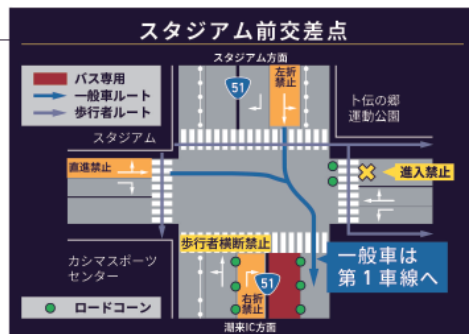 スタジアム前交差点
スタジアム方面
バス専用
一般車ルート
歩行者ルート
51
左折
禁止
卜伝の郷
運動公園
スタジアム
直進禁止
進入禁止
歩行者横断禁止
カシマスポーツ
センター
一般車は
第1車線へ
51
右折
禁止
ロードコーン
潮来IC方面